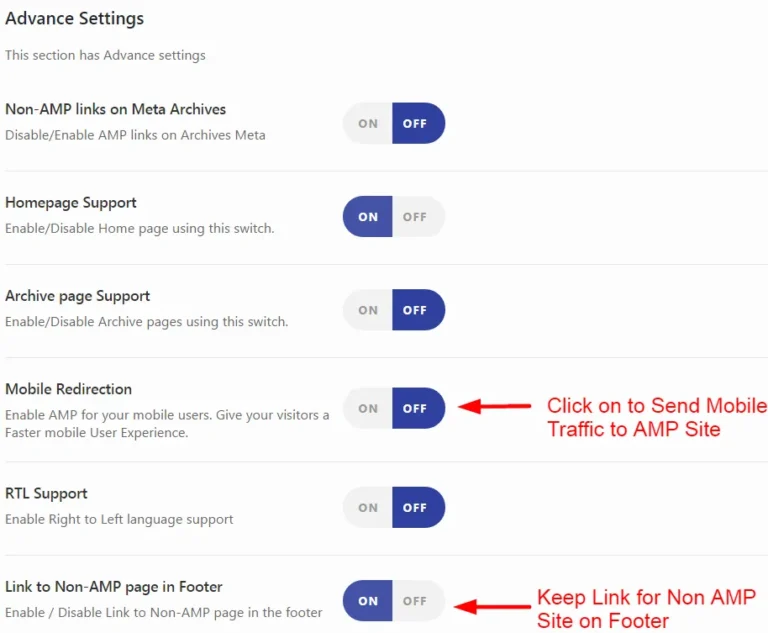 Advance Settings
This section has Advance settings
Non-AMP links on Meta Archives
Disable/Enable AMP links on Archives Meta
ON OFF
Homepage Support
Enable/Disable Home page using this switch.
ON OFF
Archive page Support
Enable/Disable Archive pages using this switch.
ON OFF
Mobile Redirection
Enable AMP for your mobile users. Give your visitors a
Faster mobile User Experience.
ON OFF
Click on to Send Mobile
Traffic to AMP Site
RTL Support
Enable Right to Left language support
ON OFF
Link to Non-AMP page in Footer
Enable / Disable Link to Non-AMP page in the footer
ON OFF
Keep Link for Non AMP
Site on Footer